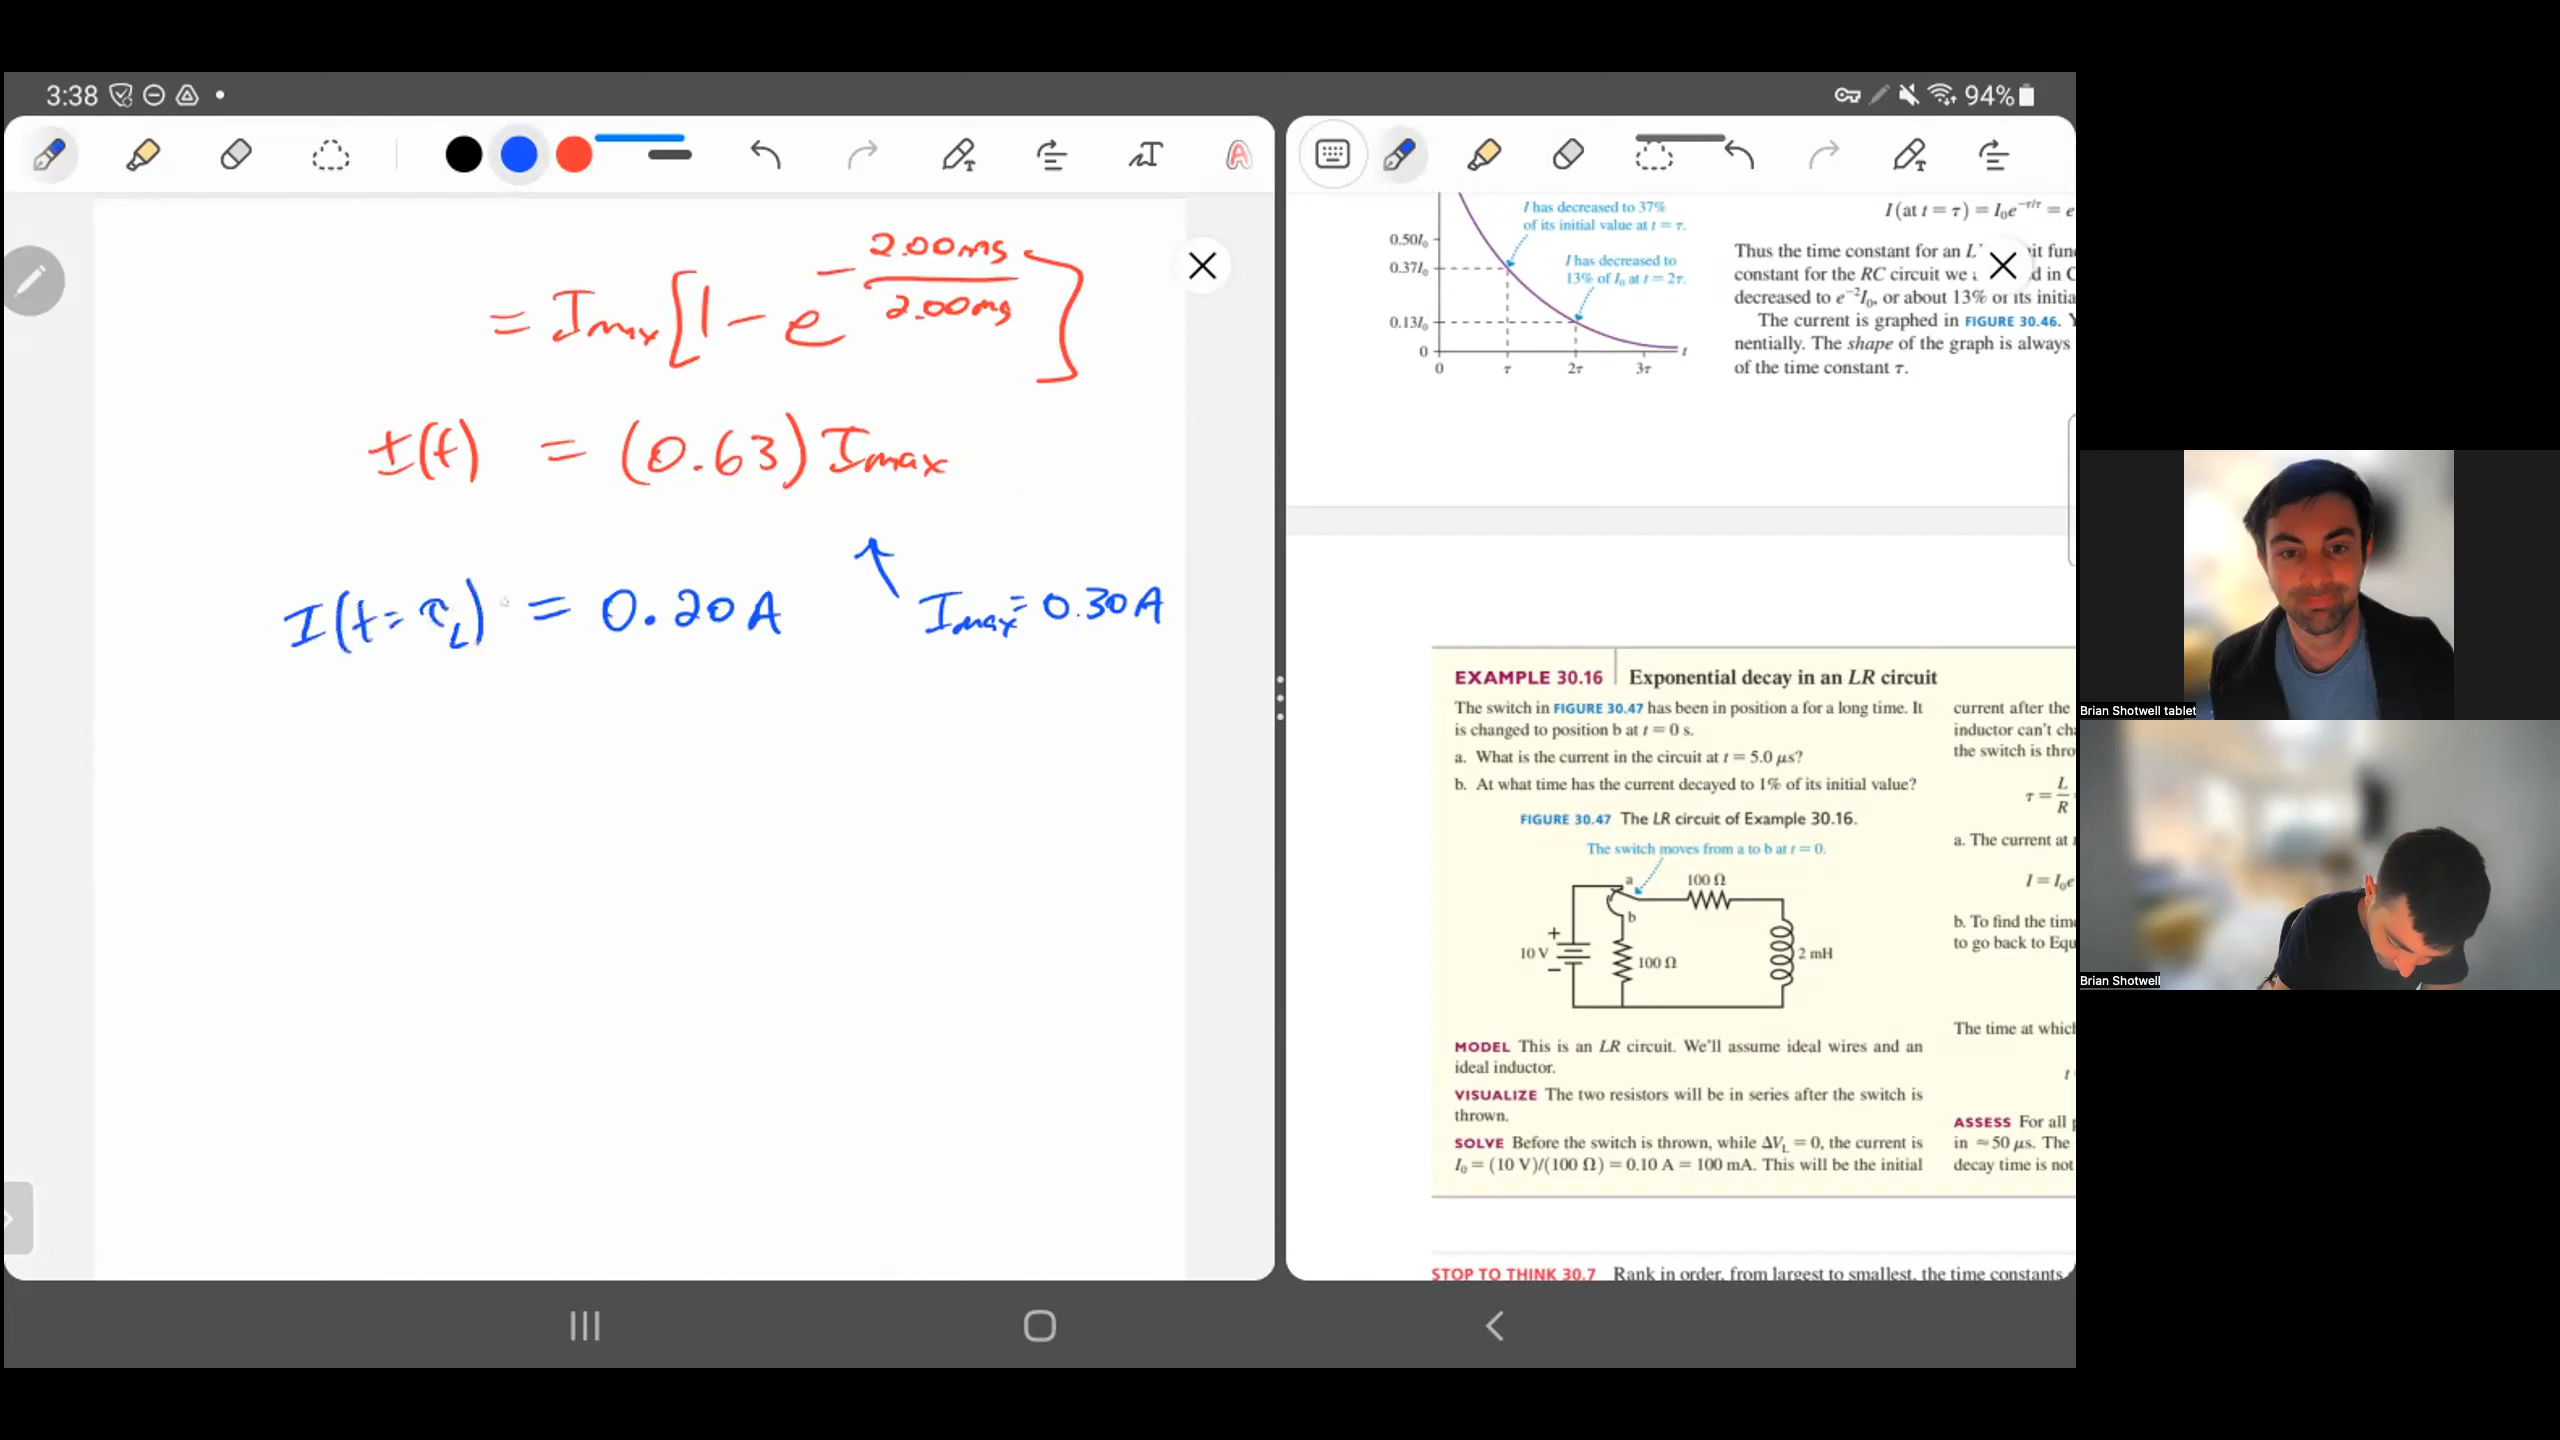 3:38
94%
= Imax [1 - e^(-2.00ms/2.00ms)]
I(t) = (0.63) Imax
I(t = τL) = 0.20 A
Imax = 0.30 A
I has decreased to 37%
of its initial value at t = τ.
I has decreased to
13% of I₀ at t = 2τ.
0.50I₀
0.37I₀
0.13I₀
0
0 τ 2τ 3τ
t
I (at t = τ) = I₀e^(-τ/τ) = e
Thus the time constant for an L it fun
constant for the RC circuit we d in C
decreased to e⁻²I₀, or about 13% of its initia
The current is graphed in FIGURE 30.46. Y
nentially. The shape of the graph is always
of the time constant τ.
EXAMPLE 30.16 Exponential decay in an LR circuit
The switch in FIGURE 30.47 has been in position a for a long time. It
is changed to position b at t = 0 s.
a. What is the current in the circuit at t = 5.0 μs?
b. At what time has the current decayed to 1% of its initial value?
FIGURE 30.47 The LR circuit of Example 30.16.
The switch moves from a to b at t = 0.
a
100 Ω
b
+
10 V
−
100 Ω
2 mH
MODEL This is an LR circuit. We'll assume ideal wires and an
ideal inductor.
VISUALIZE The two resistors will be in series after the switch is
thrown.
SOLVE Before the switch is thrown, while ΔV_L = 0, the current is
I₀ = (10 V)/(100 Ω) = 0.10 A = 100 mA. This will be the initial
current after the
inductor can't ch
the switch is thro
τ = L/R
a. The current at
I = I₀e
b. To find the tim
to go back to Equ
The time at whic
t
ASSESS For all
in ≈ 50 μs. The
decay time is not
STOP TO THINK 30.7 Rank in order, from largest to smallest, the time constants
Brian Shotwell tablet
Brian Shotwell